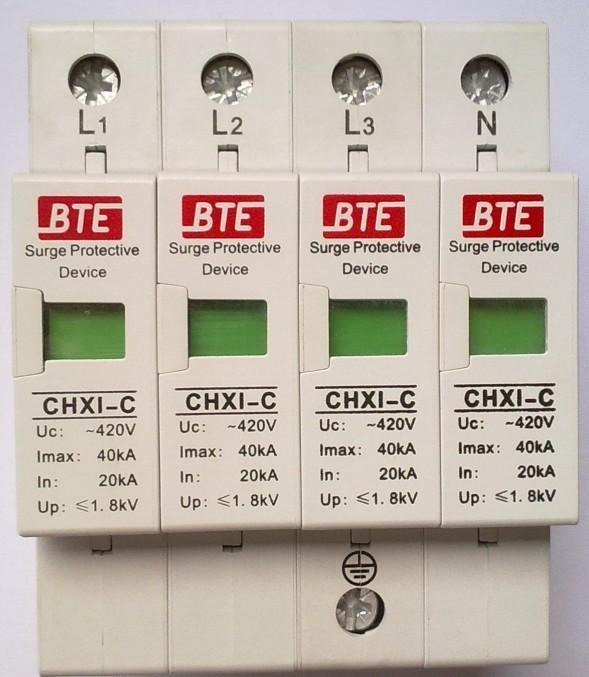 L1 L2 L3 N
BTE
Surge Protective
Device
CHXI-C
Uc: ~420V
Imax: 40kA
In: 20kA
Up: ≤1.8kV
BTE
Surge Protective
Device
CHXI-C
Uc: ~420V
Imax: 40kA
In: 20kA
Up: ≤1.8kV
BTE
Surge Protective
Device
CHXI-C
Uc: ~420V
Imax: 40kA
In: 20kA
Up: ≤1.8kV
BTE
Surge Protective
Device
CHXI-C
Uc: ~420V
Imax: 40kA
In: 20kA
Up: ≤1.8kV